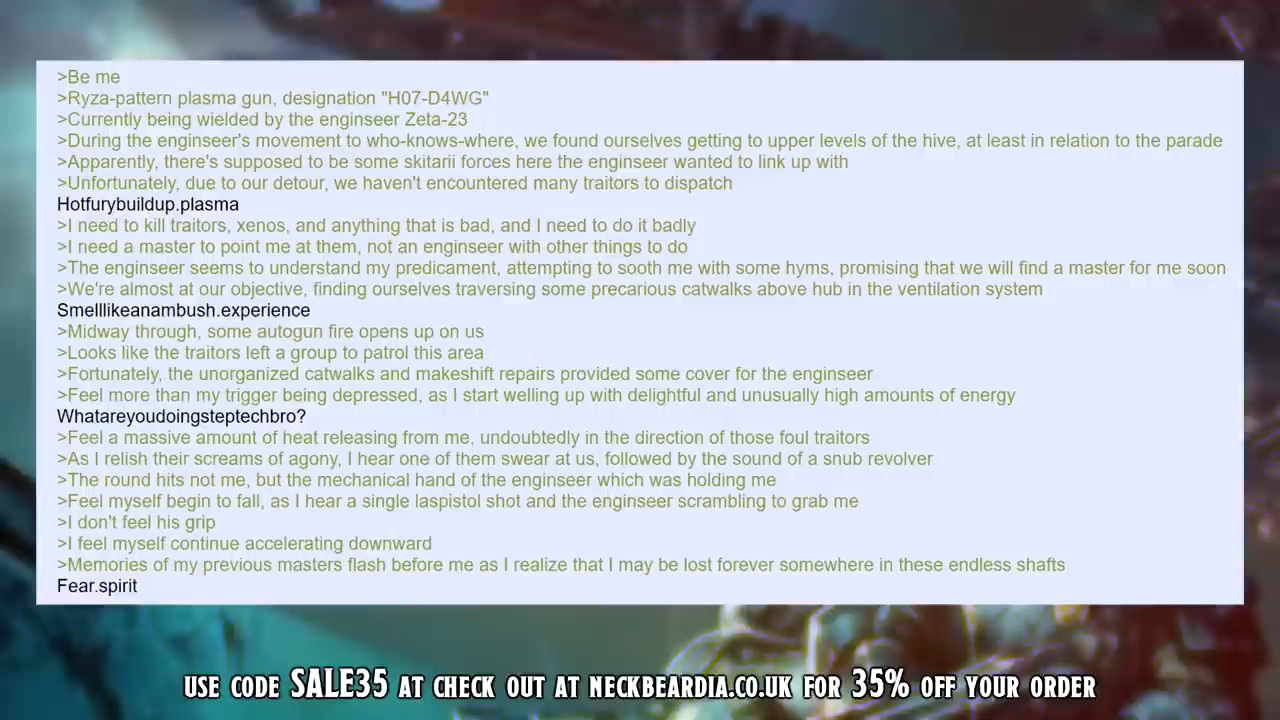 >Be me
>Ryza-pattern plasma gun, designation "H07-D4WG"
>Currently being wielded by the enginseer Zeta-23
>During the enginseer's movement to who-knows-where, we found ourselves getting to upper levels of the hive, at least in relation to the parade
>Apparently, there's supposed to be some skitarii forces here the enginseer wanted to link up with
>Unfortunately, due to our detour, we haven't encountered many traitors to dispatch
Hotfurybuildup.plasma
>I need to kill traitors, xenos, and anything that is bad, and I need to do it badly
>I need a master to point me at them, not an enginseer with other things to do
>The enginseer seems to understand my predicament, attempting to sooth me with some hyms, promising that we will find a master for me soon
>We're almost at our objective, finding ourselves traversing some precarious catwalks above hub in the ventilation system
Smelllikeanambush.experience
>Midway through, some autogun fire opens up on us
>Looks like the traitors left a group to patrol this area
>Fortunately, the unorganized catwalks and makeshift repairs provided some cover for the enginseer
>Feel more than my trigger being depressed, as I start welling up with delightful and unusually high amounts of energy
Whatareyoudoingsteptechbro?
>Feel a massive amount of heat releasing from me, undoubtedly in the direction of those foul traitors
>As I relish their screams of agony, I hear one of them swear at us, followed by the sound of a snub revolver
>The round hits not me, but the mechanical hand of the enginseer which was holding me
>Feel myself begin to fall, as I hear a single laspistol shot and the enginseer scrambling to grab me
>I don't feel his grip
>I feel myself continue accelerating downward
>Memories of my previous masters flash before me as I realize that I may be lost forever somewhere in these endless shafts
Fear.spirit
USE CODE SALE35 AT CHECK OUT AT NECKBEARDIA.CO.UK FOR 35% OFF YOUR ORDER